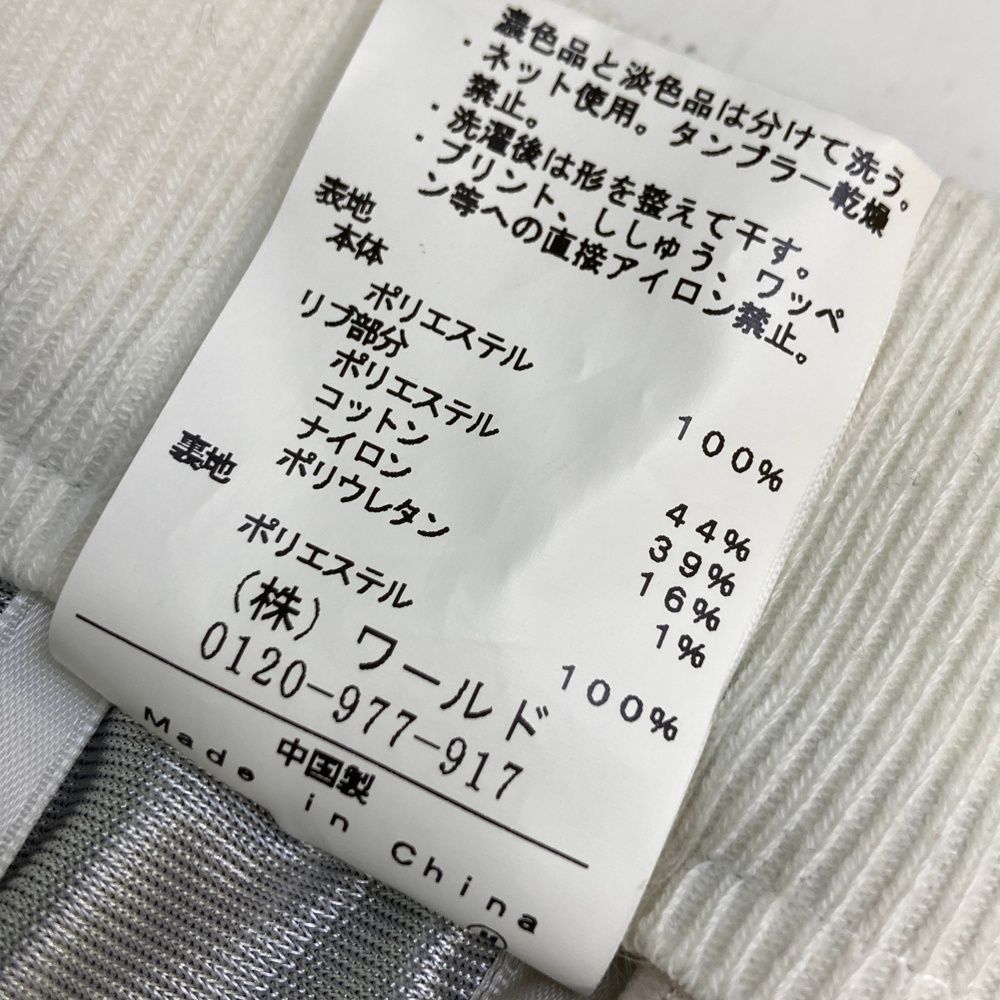 濃色品と淡色品は分けて洗う。
・ネット使用。タンブラー乾燥
禁止。
・洗濯後は形を整えて干す。
・プリント、ししゅう、ワッペ
ン等への直接アイロン禁止。
表地
本体
ポリエステル 100%
リブ部分
ポリエステル 44%
コットン 39%
ナイロン 16%
ポリウレタン 1%
裏地
ポリエステル 100%
(株) ワールド
0120-977-917
中国製
Made in China
M